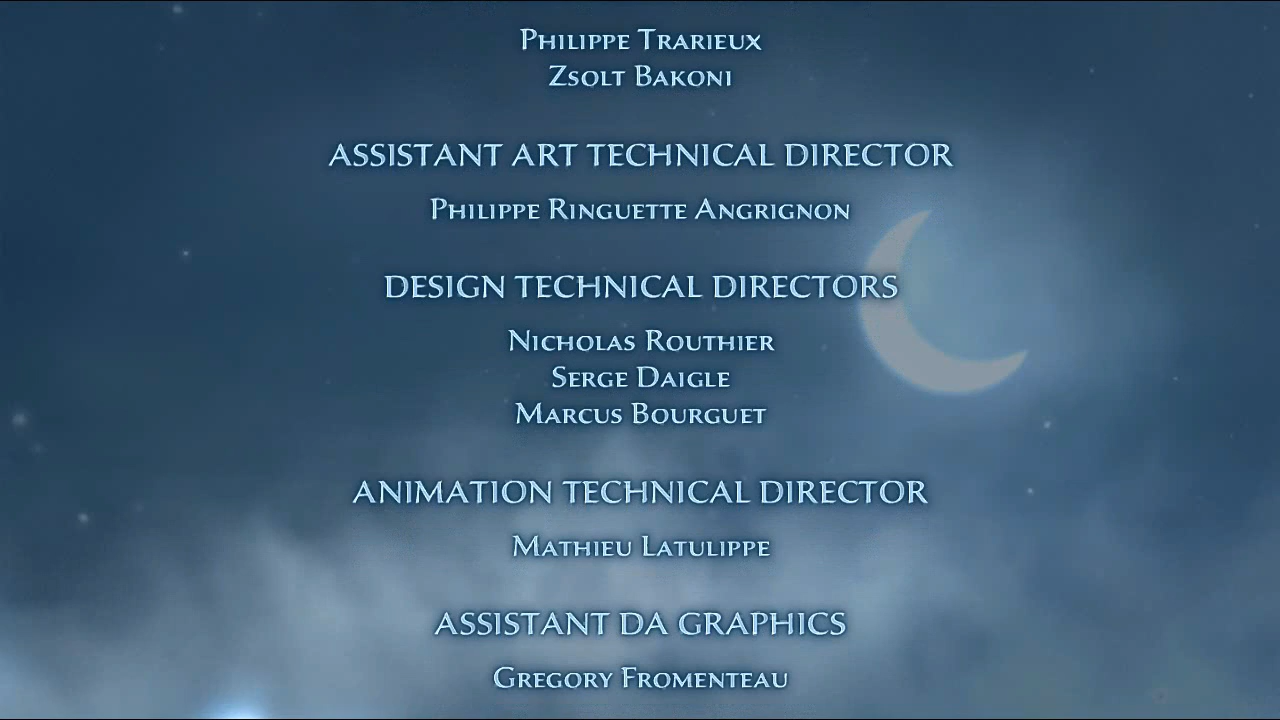 Philippe Trarieux
Zsolt Bakoni
ASSISTANT ART TECHNICAL DIRECTOR
Philippe Ringuette Angrignon
DESIGN TECHNICAL DIRECTORS
Nicholas Routhier
Serge Daigle
Marcus Bourguet
ANIMATION TECHNICAL DIRECTOR
Mathieu Latulippe
ASSISTANT DA GRAPHICS
Gregory Fromenteau